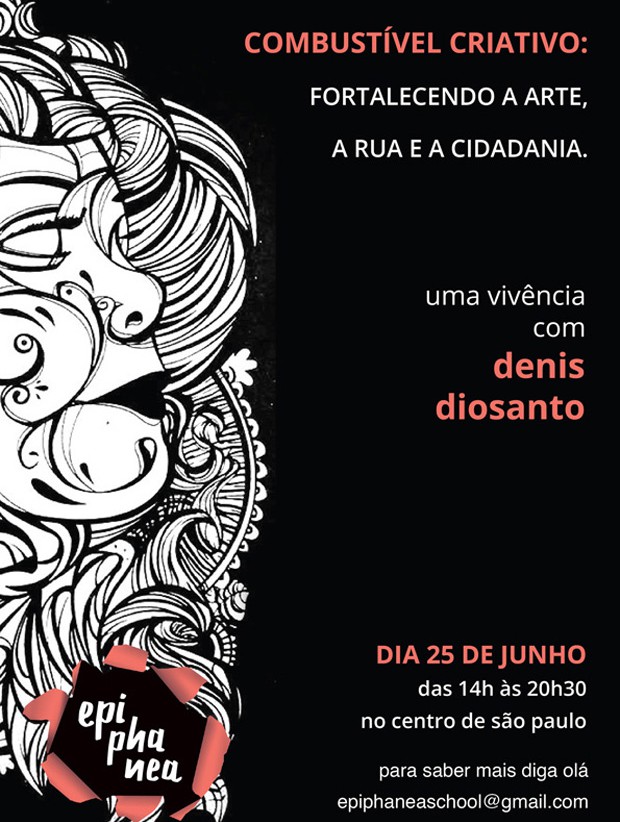 COMBUSTÍVEL CRIATIVO:
FORTALECENDO A ARTE,
A RUA E A CIDADANIA.
uma vivência
com
denis
diosanto
DIA 25 DE JUNHO
das 14h às 20h30
no centro de são paulo
para saber mais diga olá
epiphaneaschool@gmail.com
epi
pha
nea